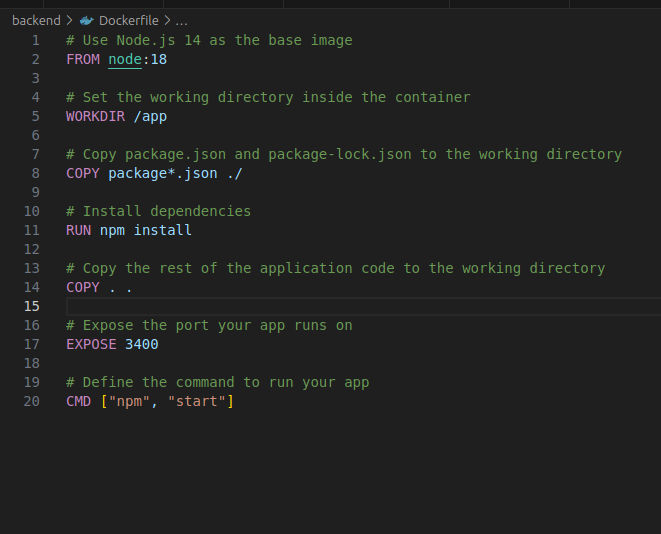 backend > Dockerfile > ...
1 # Use Node.js 14 as the base image
2 FROM node:18
3
4 # Set the working directory inside the container
5 WORKDIR /app
6
7 # Copy package.json and package-lock.json to the working directory
8 COPY package*.json ./
9
10 # Install dependencies
11 RUN npm install
12
13 # Copy the rest of the application code to the working directory
14 COPY . .
15
16 # Expose the port your app runs on
17 EXPOSE 3400
18
19 # Define the command to run your app
20 CMD ["npm", "start"]